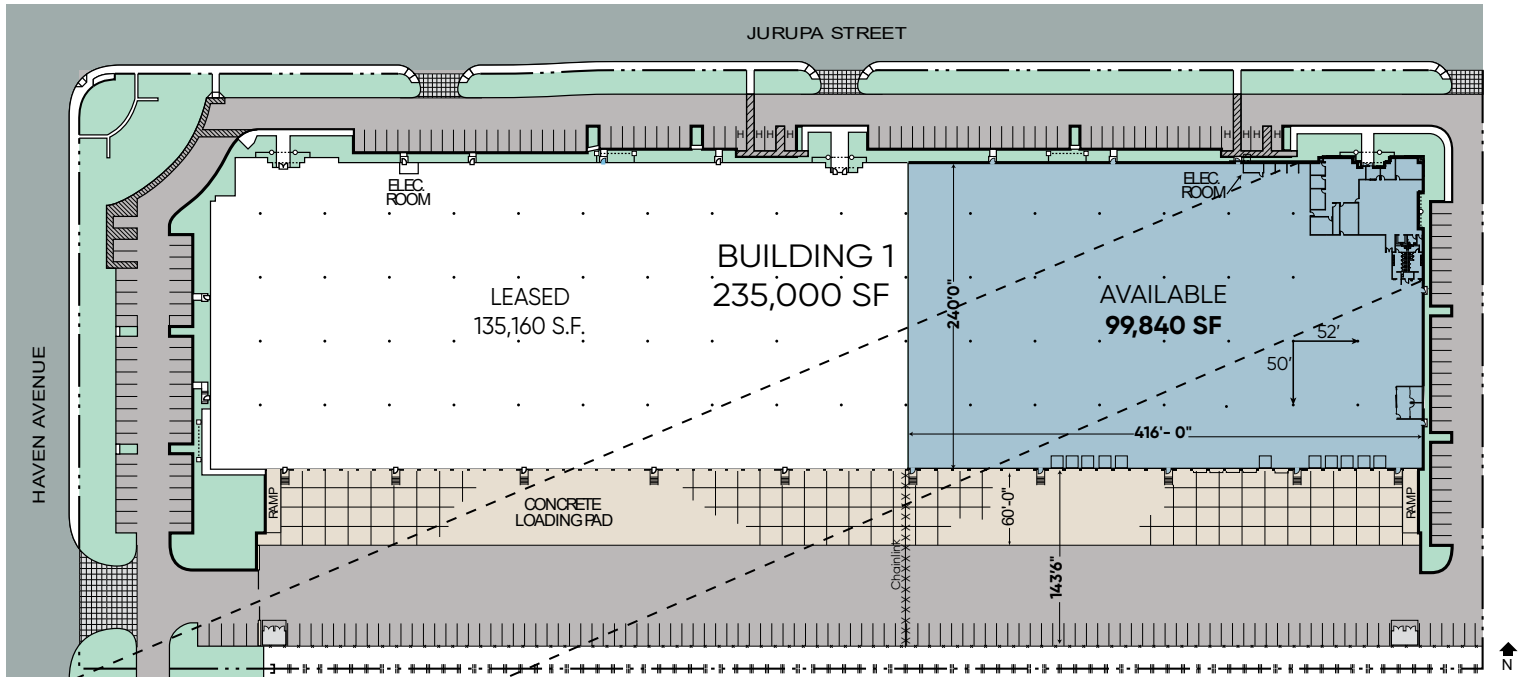 JURUPA STREET
H H H H
H H H H
ELEC.
ROOM
ELEC.
ROOM
BUILDING 1
235,000 SF
LEASED
135,160 S.F.
240'0"
AVAILABLE
99,840 SF
52'
50'
416'- 0"
HAVEN AVENUE
RAMP
CONCRETE
LOADING PAD
60'-0"
RAMP
Chainlink
143'6"
N